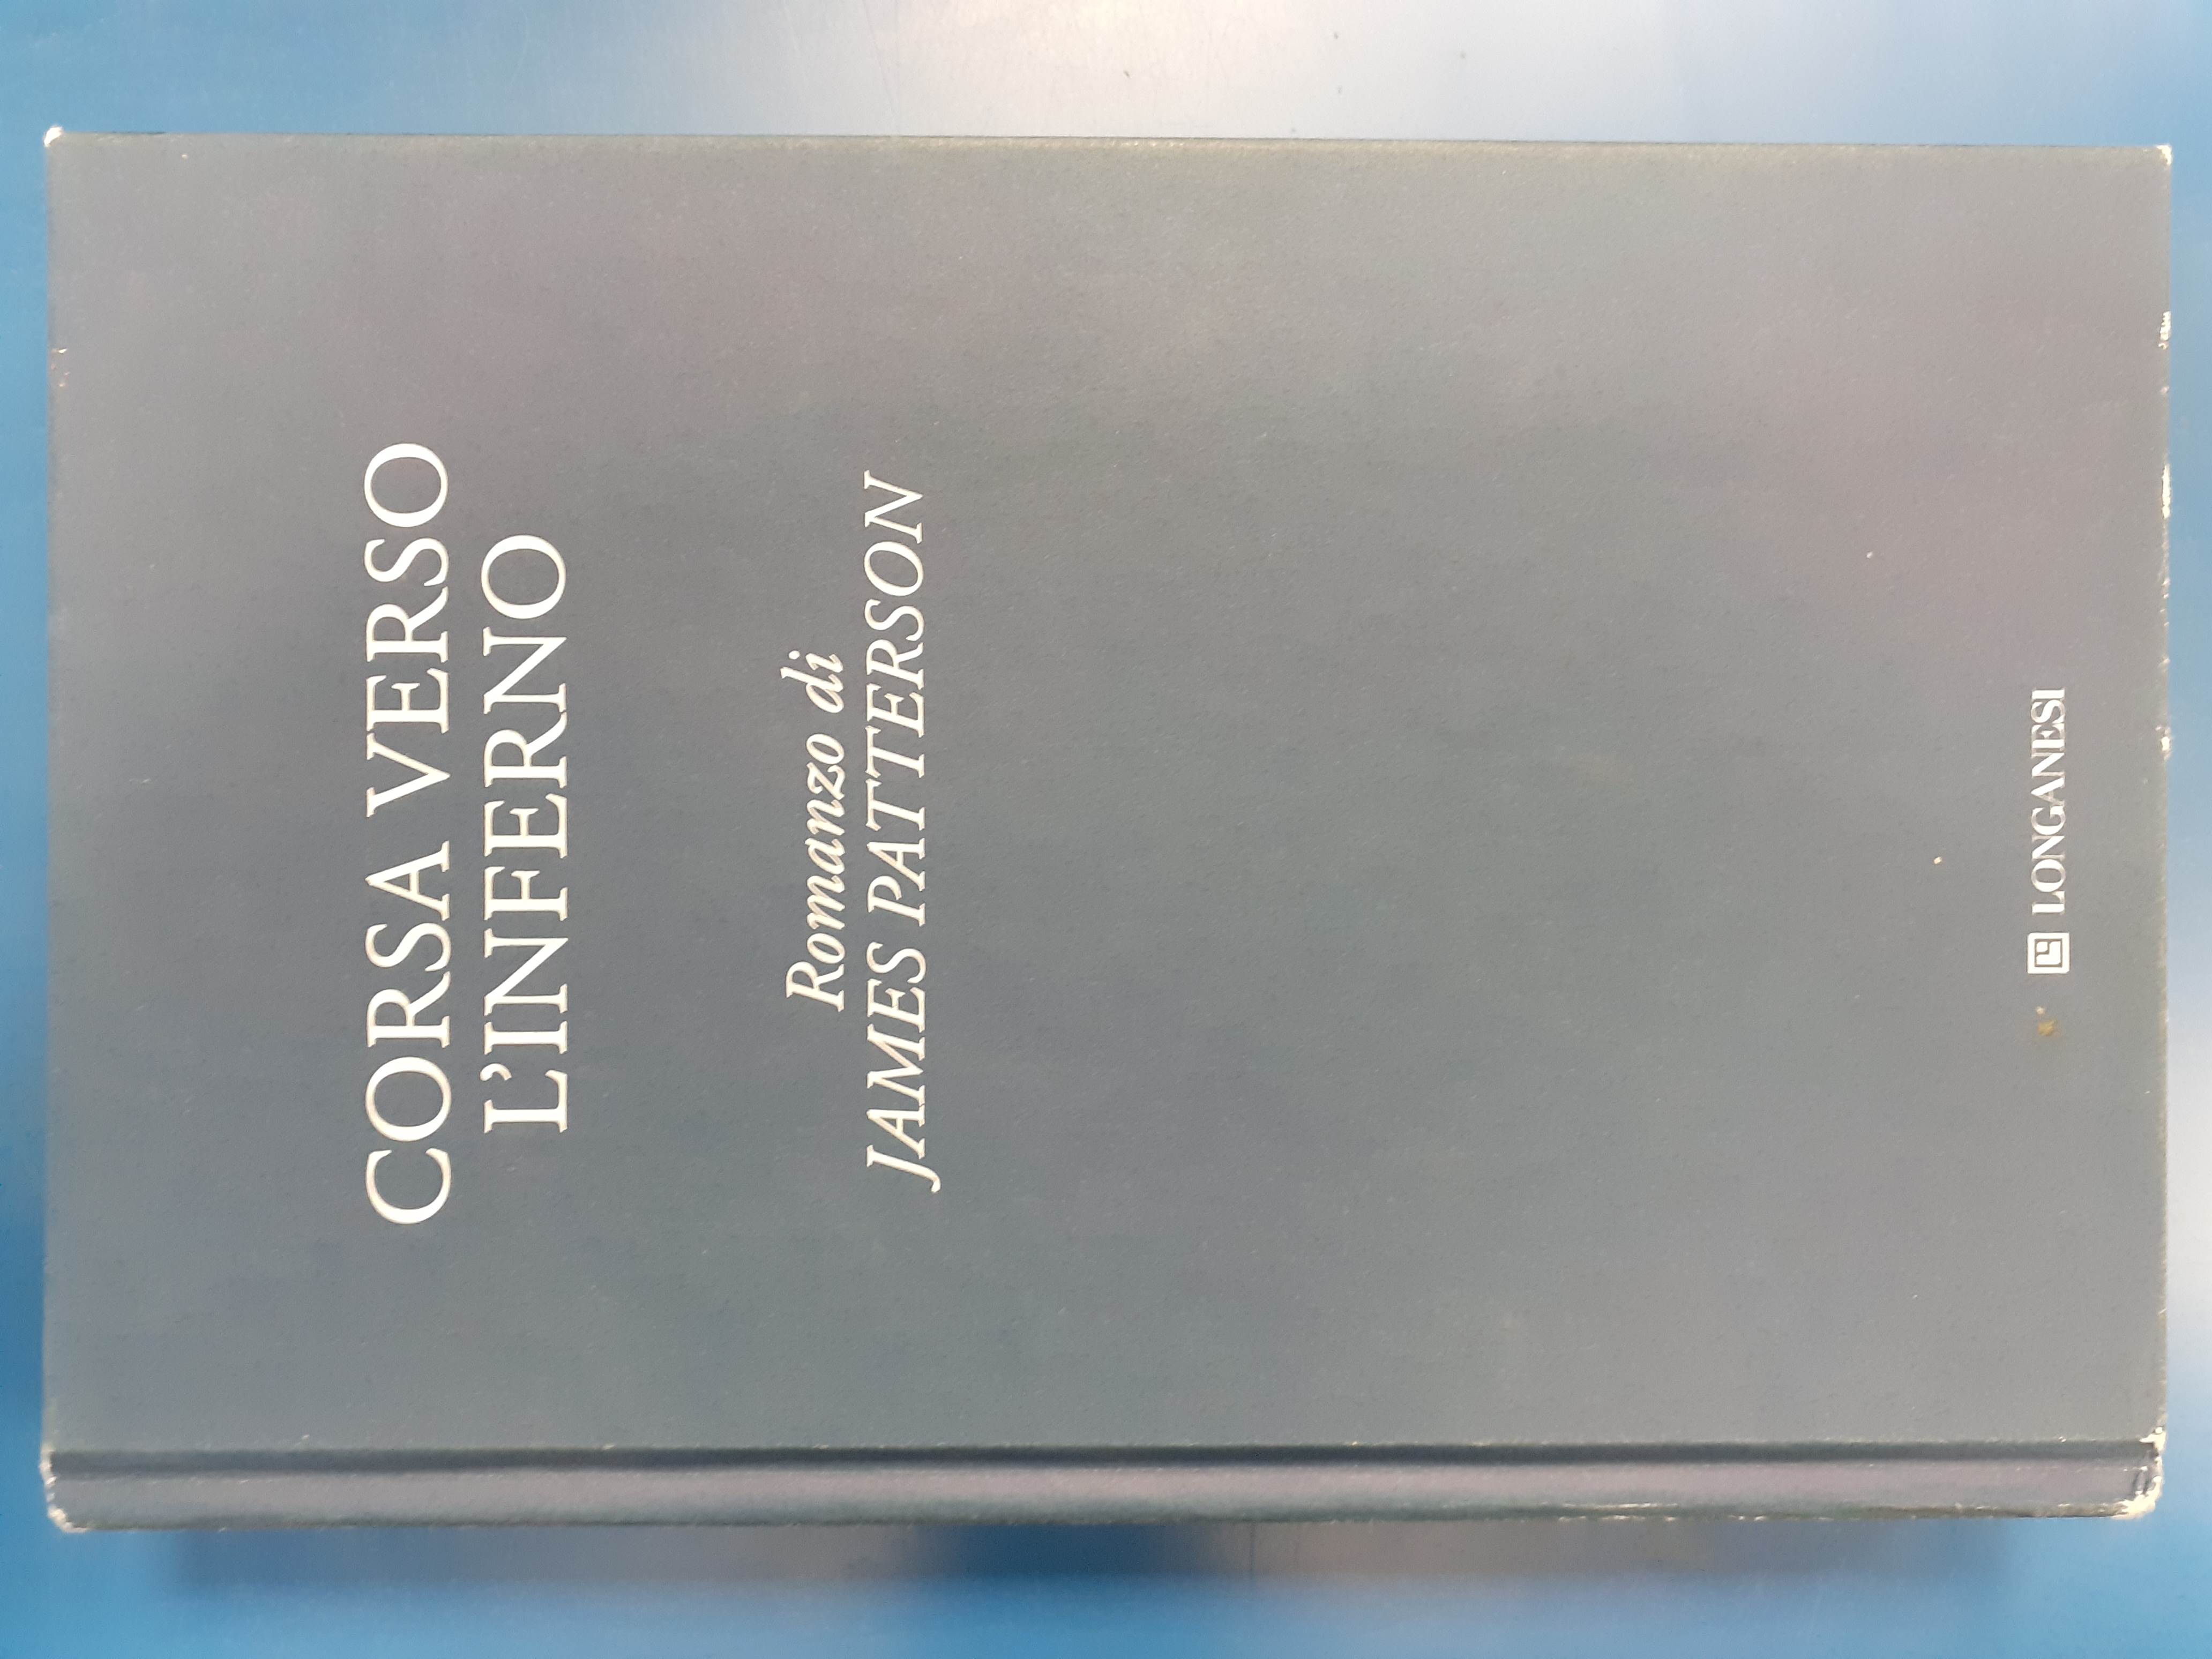 CORSA VERSO
L'INFERNO
Romanzo di
JAMES PATTERSON
LONGANESI